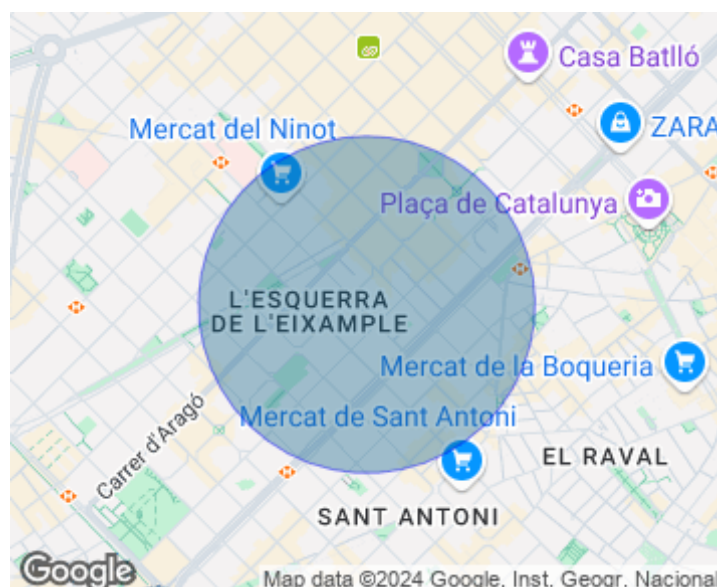 Casa Batlló
ZARA
Mercat del Ninot
Plaça de Catalunya
L'ESQUERRA
DE L'EIXAMPLE
Mercat de la Boqueria
Carrer d'Aragó
Mercat de Sant Antoni
EL RAVAL
SANT ANTONI
Google
Map data ©2024 Google, Inst. Geogr. Nacional